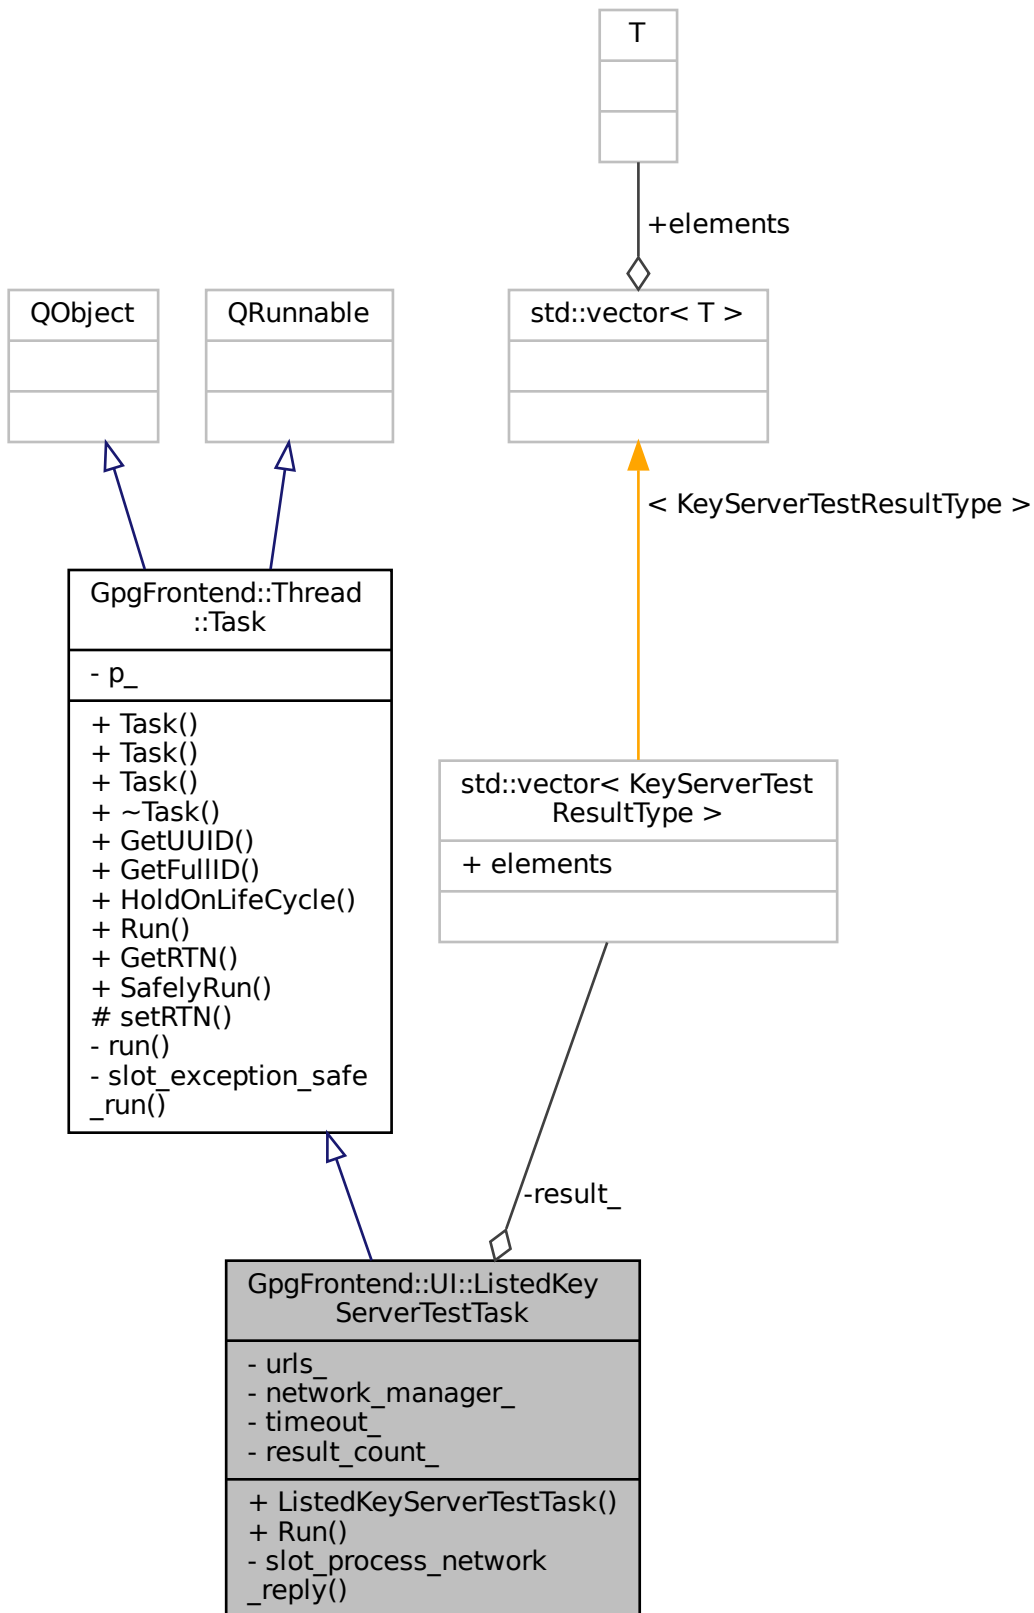 T
+elements
QObject
QRunnable
std::vector< T >
< KeyServerTestResultType >
GpgFrontend::Thread
::Task
- p_
+ Task()
+ Task()
+ Task()
+ ~Task()
+ GetUUID()
+ GetFullID()
+ HoldOnLifeCycle()
+ Run()
+ GetRTN()
+ SafelyRun()
# setRTN()
- run()
- slot_exception_safe
_run()
std::vector< KeyServerTest
ResultType >
+ elements
-result_
GpgFrontend::UI::ListedKey
ServerTestTask
- urls_
- network_manager_
- timeout_
- result_count_
+ ListedKeyServerTestTask()
+ Run()
- slot_process_network
_reply()